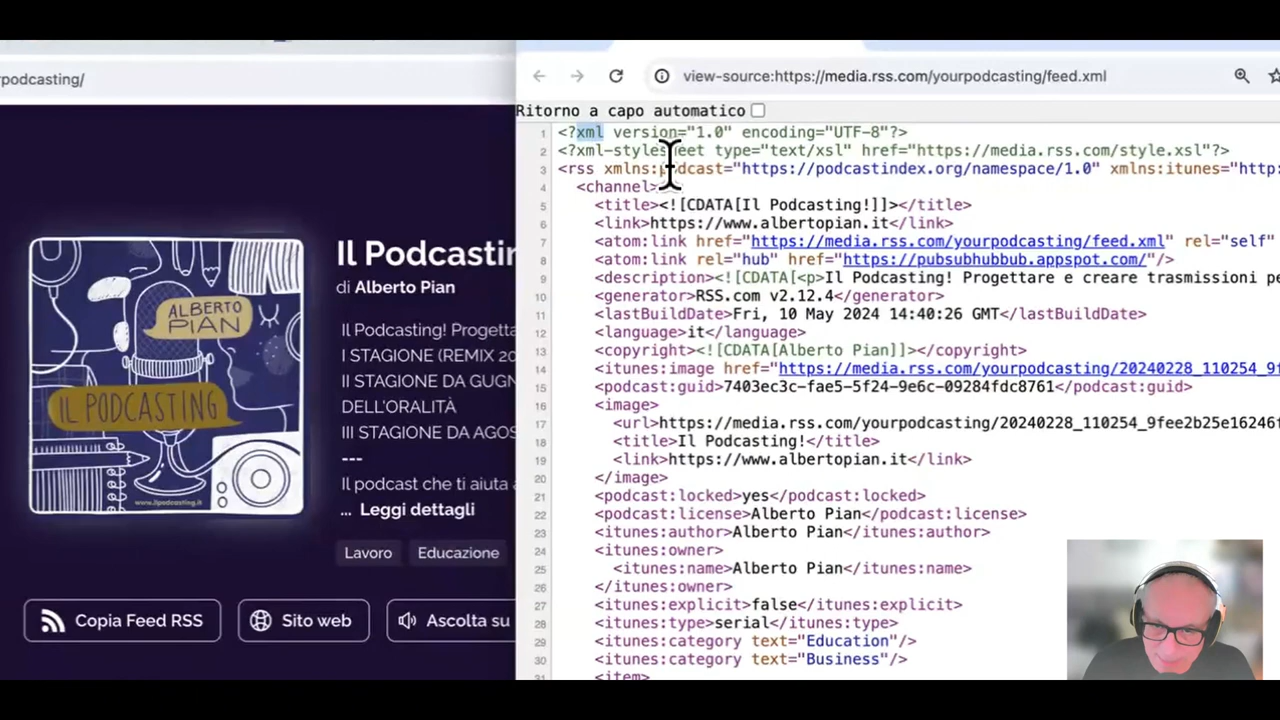 rpodcasting/
ALBERTO
PIAN
IL PODCASTING
www.ilpodcasting.it
Il Podcastin
di Alberto Pian
Il Podcasting! Progetta
I STAGIONE (REMIX 20
II STAGIONE DA GUGN
DELL'ORALITÀ
III STAGIONE DA AGOS
---
Il podcast che ti aiuta a
... Leggi dettagli
Lavoro
Educazione
Copia Feed RSS
Sito web
Ascolta su
view-source:https://media.rss.com/yourpodcasting/feed.xml
Ritorno a capo automatico
1 <?xml version="1.0" encoding="UTF-8"?>
2 <?xml-stylesheet type="text/xsl" href="https://media.rss.com/style.xsl"?>
3 <rss xmlns:podcast="https://podcastindex.org/namespace/1.0" xmlns:itunes="http:
4 <channel>
5 <title><![CDATA[Il Podcasting!]]></title>
6 <link>https://www.albertopian.it</link>
7 <atom:link href="https://media.rss.com/yourpodcasting/feed.xml" rel="self"
8 <atom:link rel="hub" href="https://pubsubhubbub.appspot.com/"/>
9 <description><![CDATA[<p>Il Podcasting! Progettare e creare trasmissioni pe
10 <generator>RSS.com v2.12.4</generator>
11 <lastBuildDate>Fri, 10 May 2024 14:40:26 GMT</lastBuildDate>
12 <language>it</language>
13 <copyright><![CDATA[Alberto Pian]]></copyright>
14 <itunes:image href="https://media.rss.com/yourpodcasting/20240228_110254_9f
15 <podcast:guid>7403ec3c-fae5-5f24-9e6c-09284fdc8761</podcast:guid>
16 <image>
17 <url>https://media.rss.com/yourpodcasting/20240228_110254_9fee2b25e16246f
18 <title>Il Podcasting!</title>
19 <link>https://www.albertopian.it</link>
20 </image>
21 <podcast:locked>yes</podcast:locked>
22 <podcast:license>Alberto Pian</podcast:license>
23 <itunes:author>Alberto Pian</itunes:author>
24 <itunes:owner>
25 <itunes:name>Alberto Pian</itunes:name>
26 </itunes:owner>
27 <itunes:explicit>false</itunes:explicit>
28 <itunes:type>serial</itunes:type>
29 <itunes:category text="Education"/>
30 <itunes:category text="Business"/>
31 <item>